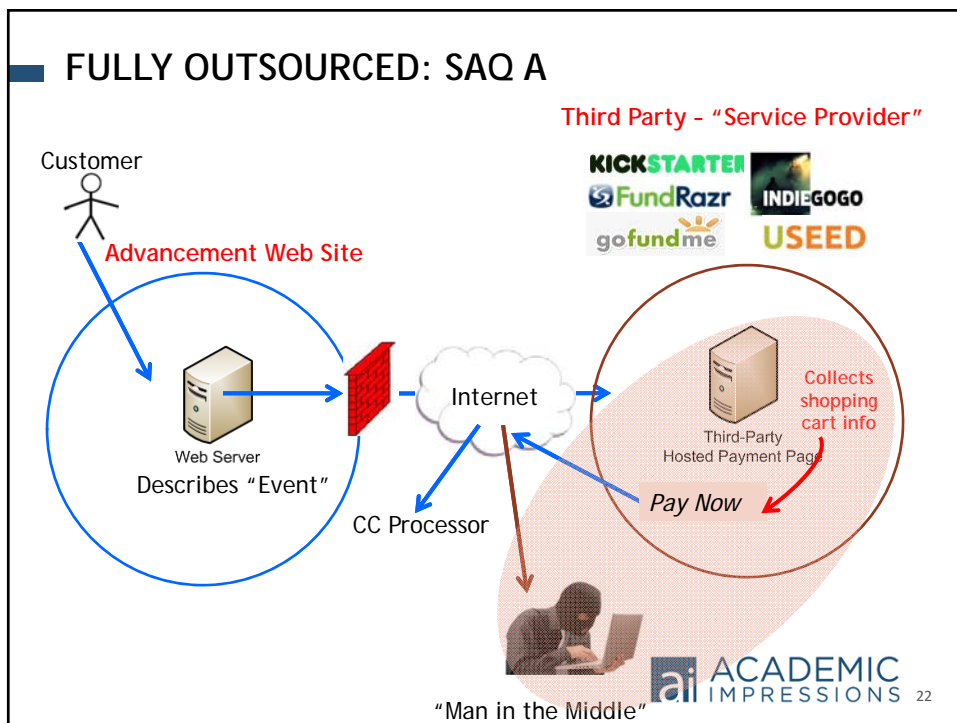 FULLY OUTSOURCED: SAQ A
Third Party - “Service Provider”
Customer
KICKSTARTER
INDIEGOGO
FundRazr
gofundme
USEED
Advancement Web Site
Internet
Collects
shopping
cart info
Web Server
Third-Party
Hosted Payment Page
Describes “Event”
Pay Now
CC Processor
“Man in the Middle”
ai ACADEMIC
IMPRESSIONS
22